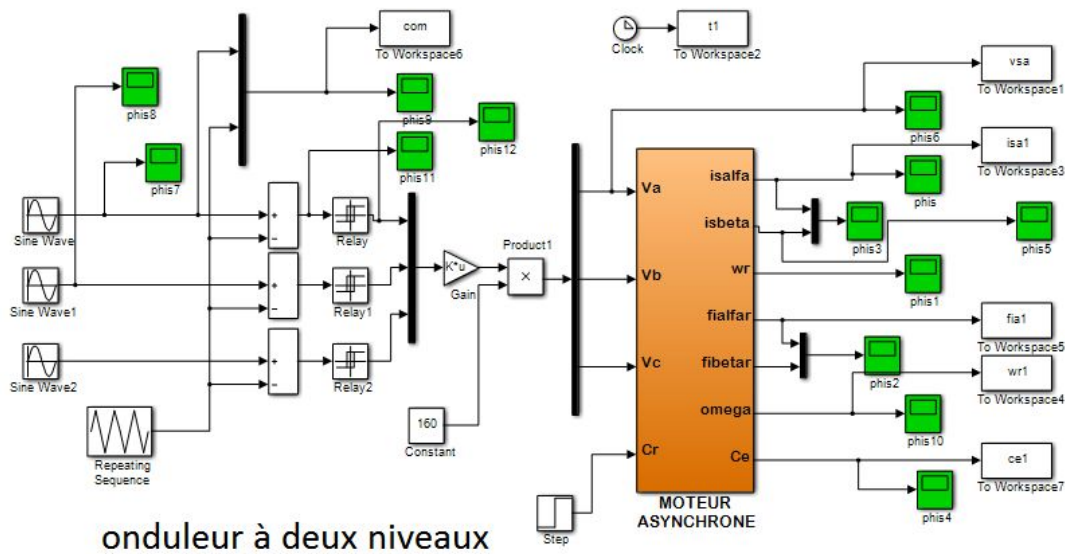 com
To Workspace6
Clock
t1
To Workspace2
vsa
To Workspace1
phis8
phis9
phis12
phis6
phis7
phis11
isa1
To Workspace3
Sine Wave
+
−
Relay
Va
isalfa
phis
isbeta
phis3
phis5
Product1
K*u
Gain
×
Sine Wave1
+
−
Relay1
Vb
wr
phis1
fialfar
fia1
To Workspace5
Sine Wave2
+
−
Relay2
Vc
fibetar
phis2
wr1
To Workspace4
160
Constant
omega
phis10
Repeating
Sequence
Cr
Ce
ce1
To Workspace7
Step
MOTEUR
ASYNCHRONE
phis4
onduleur à deux niveaux